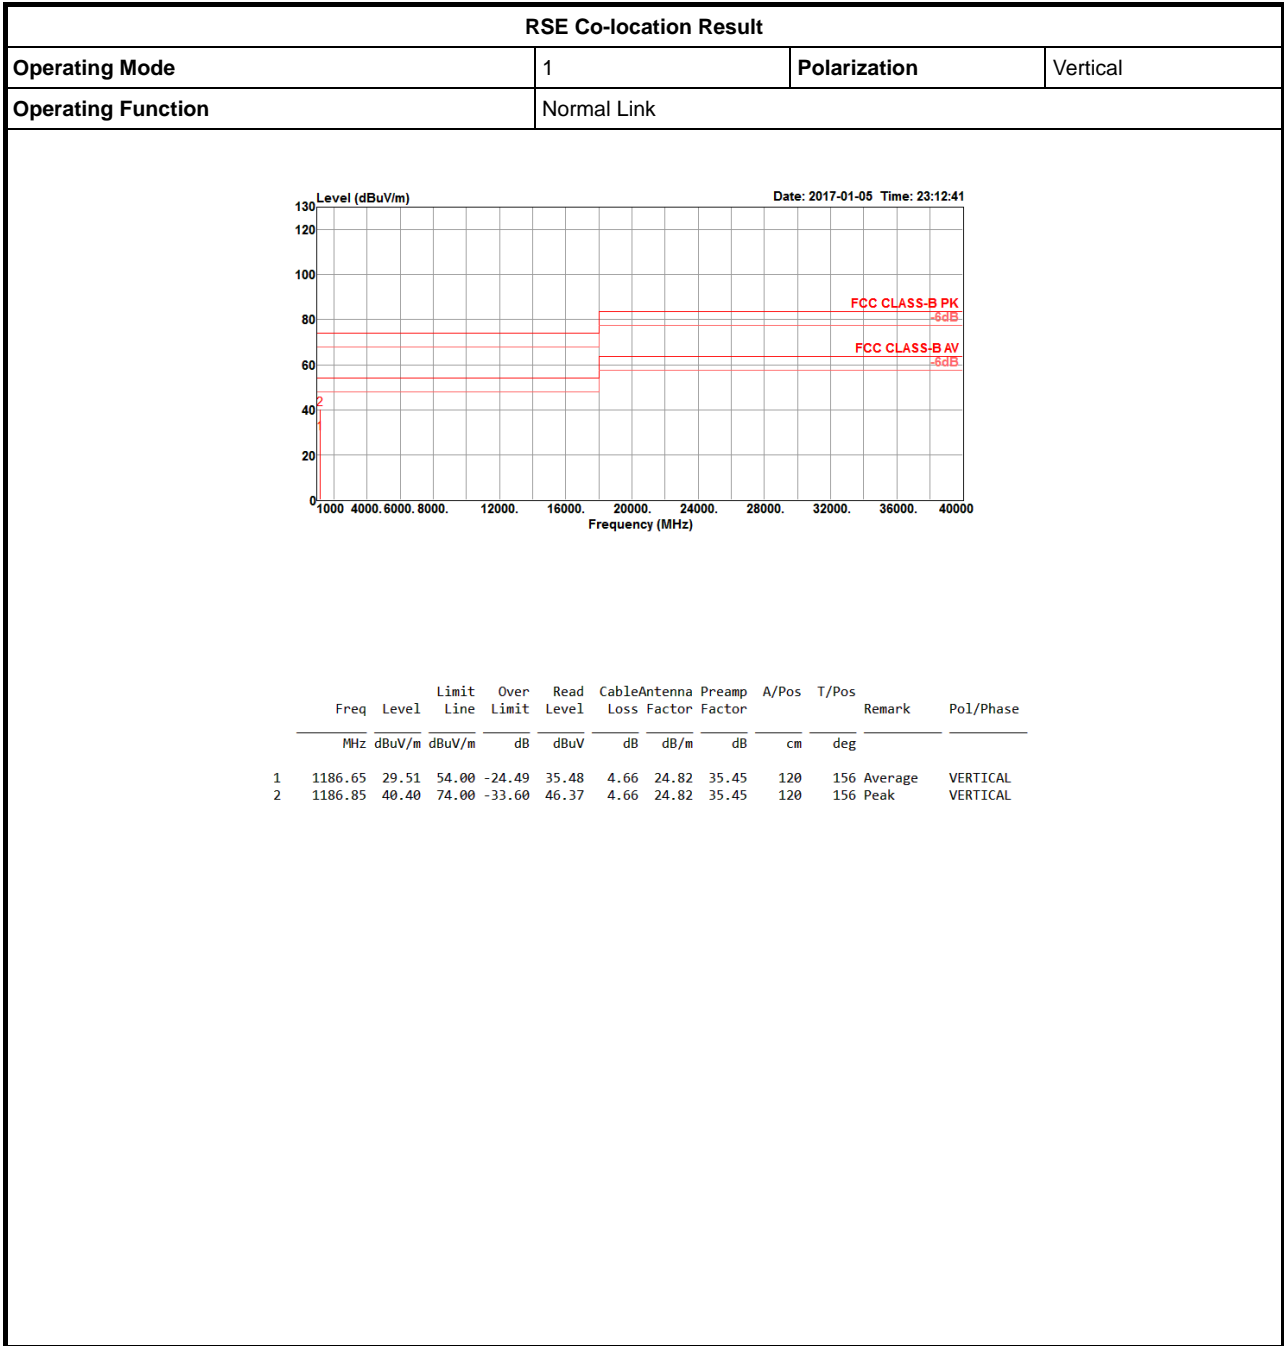 RSE Co-location Result
Operating Mode 1 Polarization Vertical
Operating Function Normal Link
Level (dBuV/m) Date: 2017-01-05 Time: 23:12:41
130
120
100
FCC CLASS-B PK
80 -6dB
FCC CLASS-B AV
60 -6dB
2
40
1
20
0
1000 4000. 6000. 8000. 12000. 16000. 20000. 24000. 28000. 32000. 36000. 40000
Frequency (MHz)
Limit Over Read CableAntenna Preamp A/Pos T/Pos
Freq Level Line Limit Level Loss Factor Factor Remark Pol/Phase
MHz dBuV/m dBuV/m dB dBuV dB dB/m dB cm deg
1 1186.65 29.51 54.00 -24.49 35.48 4.66 24.82 35.45 120 156 Average VERTICAL
2 1186.85 40.40 74.00 -33.60 46.37 4.66 24.82 35.45 120 156 Peak VERTICAL